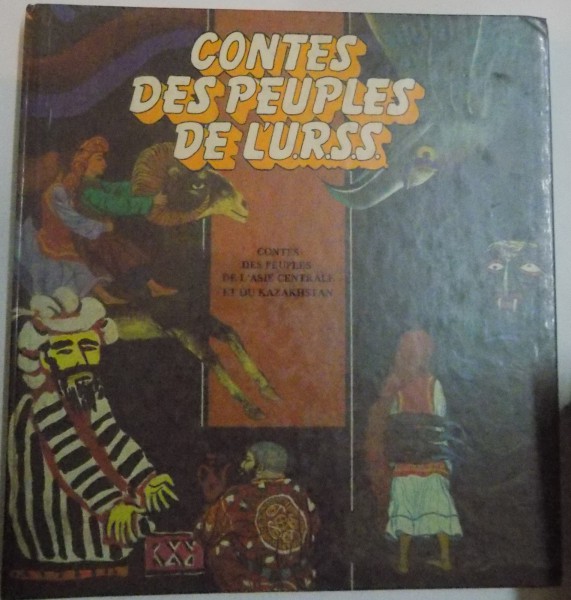 CONTES
DES PEUPLES
DE L'U.R.S.S.
CONTES
DES PEUPLES
DE L'ASIE CENTRALE
ET DU KAZAKHSTAN